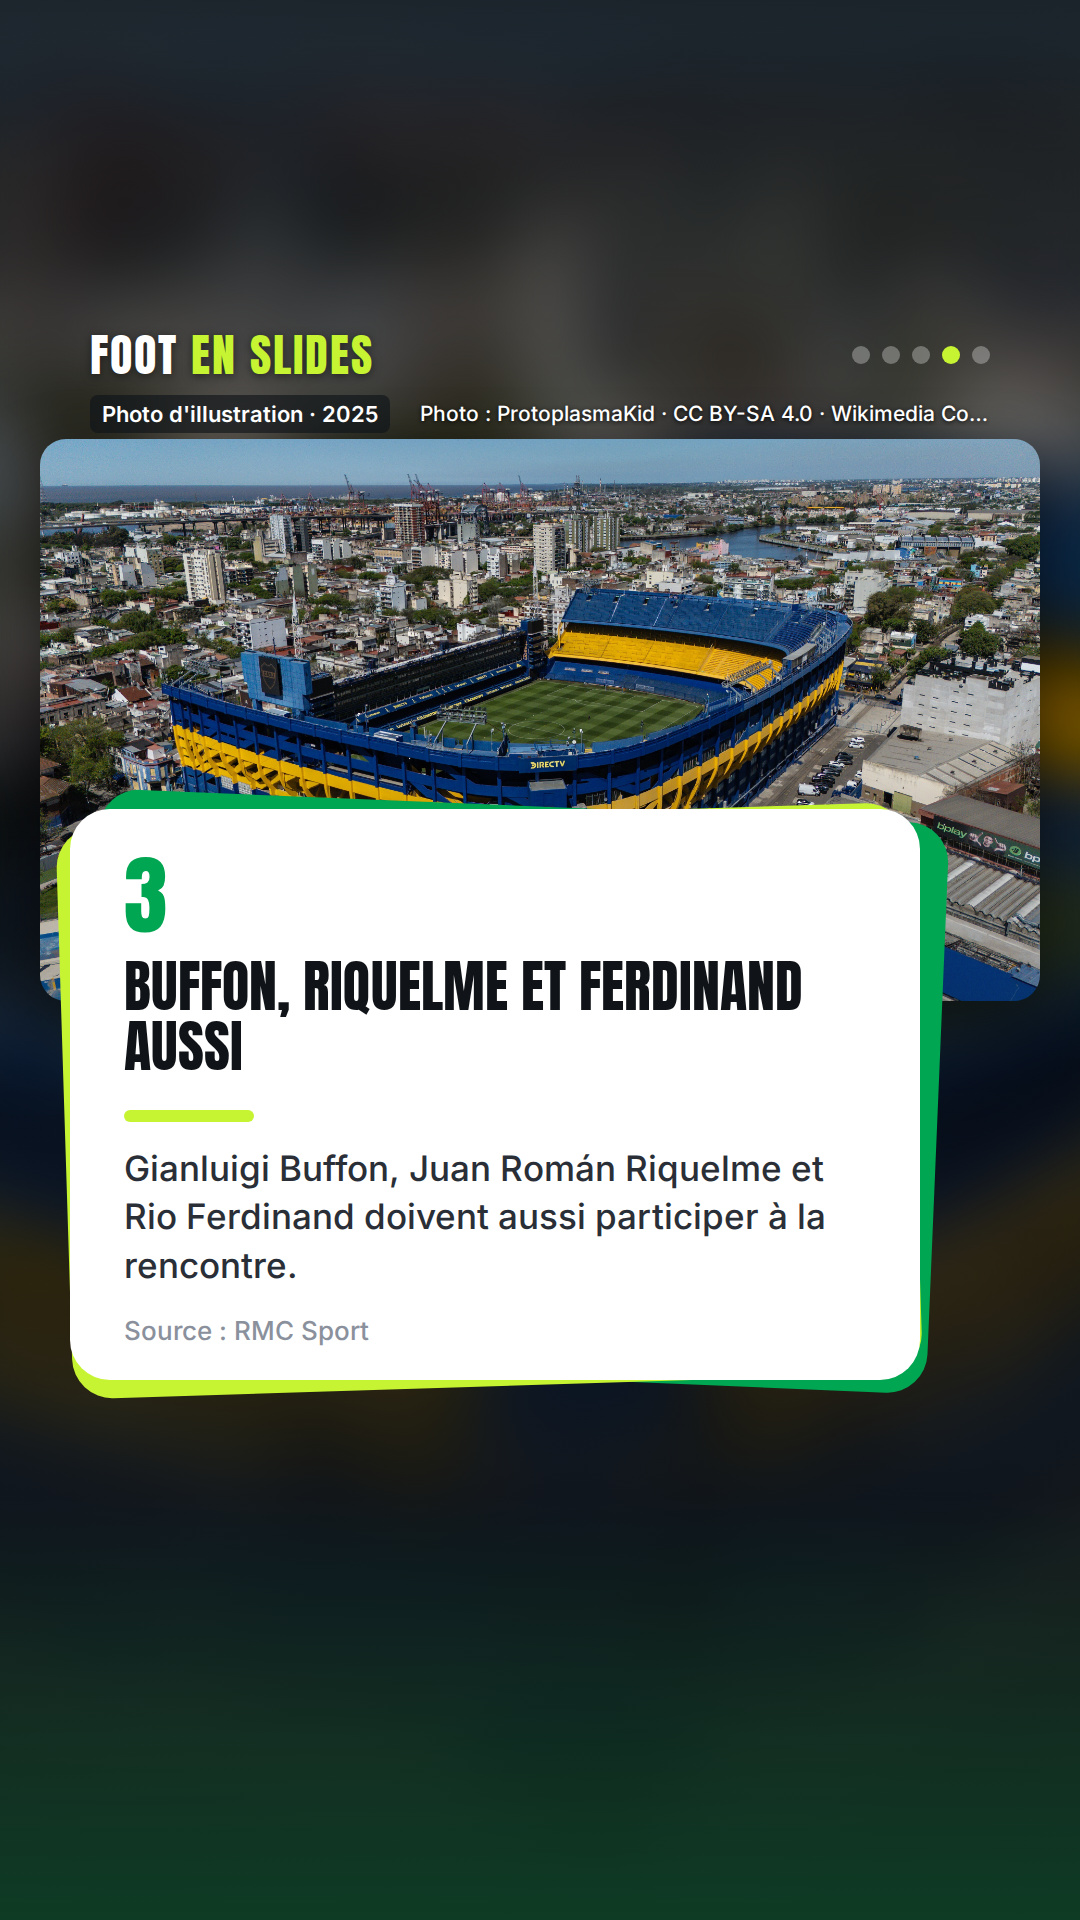 FOOT EN SLIDES
Photo d'illustration · 2025
Photo : ProtoplasmaKid · CC BY-SA 4.0 · Wikimedia Co...
DIRECTV
bplay
bp
3
BUFFON, RIQUELME ET FERDINAND
AUSSI
Gianluigi Buffon, Juan Román Riquelme et
Rio Ferdinand doivent aussi participer à la
rencontre.
Source : RMC Sport